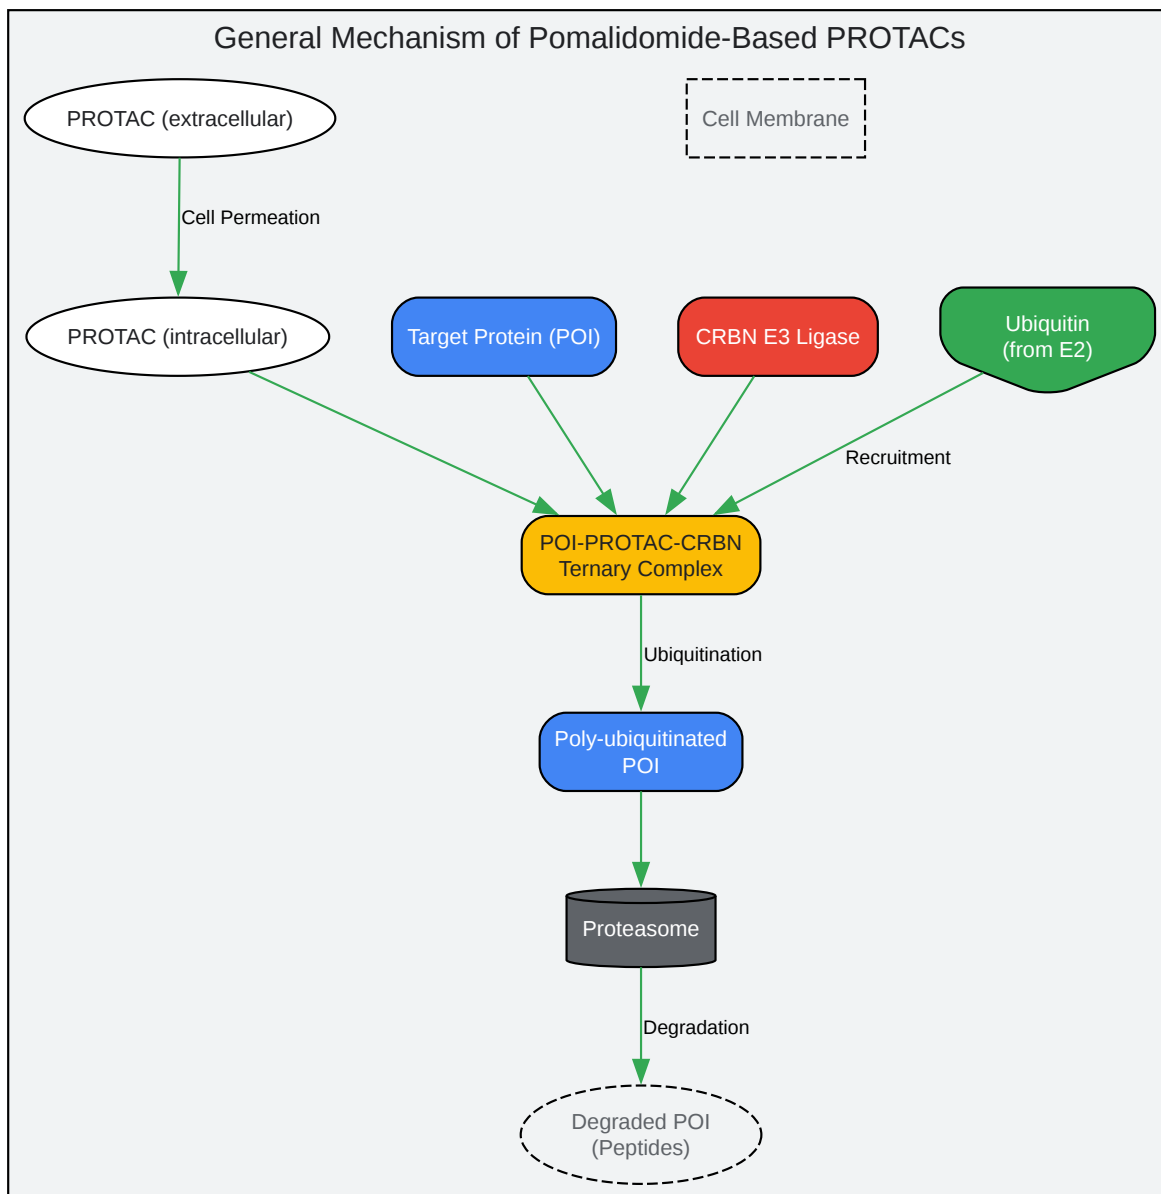 General Mechanism of Pomalidomide-Based PROTACs
PROTAC (extracellular)
Cell Membrane
Cell Permeation
PROTAC (intracellular)
Target Protein (POI)
CRBN E3 Ligase
Ubiquitin
(from E2)
Recruitment
POI-PROTAC-CRBN
Ternary Complex
Ubiquitination
Poly-ubiquitinated
POI
Proteasome
Degradation
Degraded POI
(Peptides)